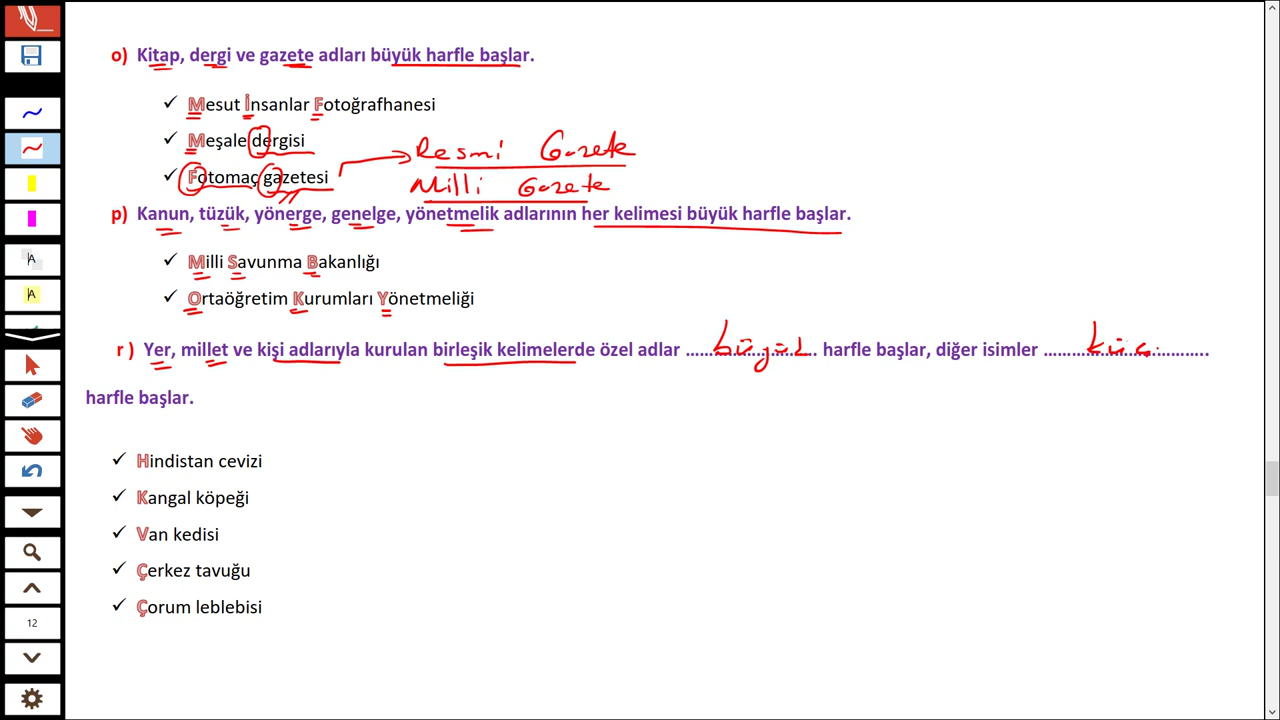 o) Kitap, dergi ve gazete adları büyük harfle başlar.
✓ Mesut İnsanlar Fotoğrafhanesi
✓ Meşale dergisi
Resmi Gazete
✓ Fotomaç gazetesi
Milli Gazete
p) Kanun, tüzük, yönerge, genelge, yönetmelik adlarının her kelimesi büyük harfle başlar.
✓ Milli Savunma Bakanlığı
✓ Ortaöğretim Kurumları Yönetmeliği
r ) Yer, millet ve kişi adlarıyla kurulan birleşik kelimelerde özel adlar ......büyük...... harfle başlar, diğer isimler ......küç......
harfle başlar.
✓ Hindistan cevizi
✓ Kangal köpeği
✓ Van kedisi
✓ Çerkez tavuğu
✓ Çorum leblebisi
A
A
12